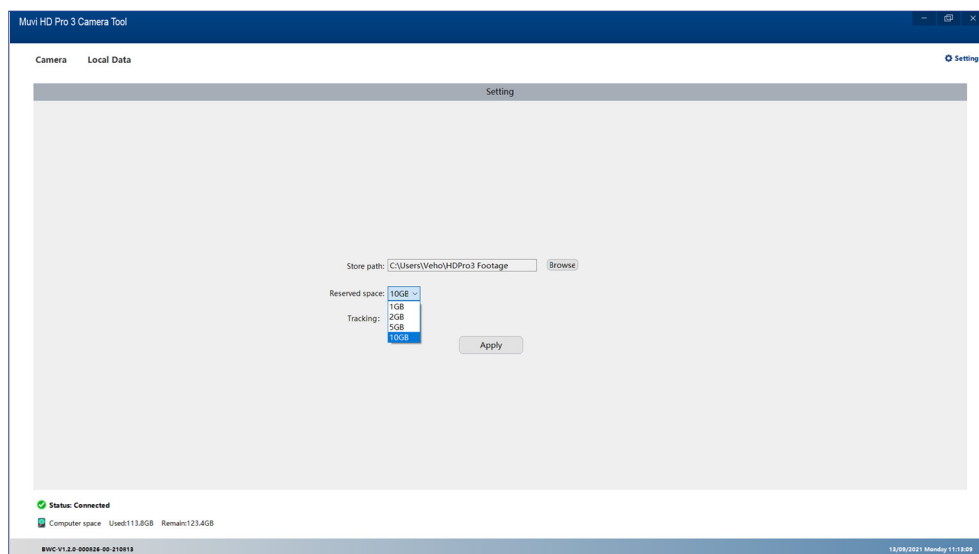 Muvi HD Pro 3 Camera Tool
Camera Local Data Setting
Setting
Store path: C:\Users\Veho\HDPro3 Footage Browse
Reserved space: 10GB
1GB
Tracking: 2GB
5GB
10GB
Apply
Status: Connected
Computer space Used:113.8GB Remain:123.4GB
BWC-V1.2.0-000826-00-210813 13/09/2021 Monday 11:13:09